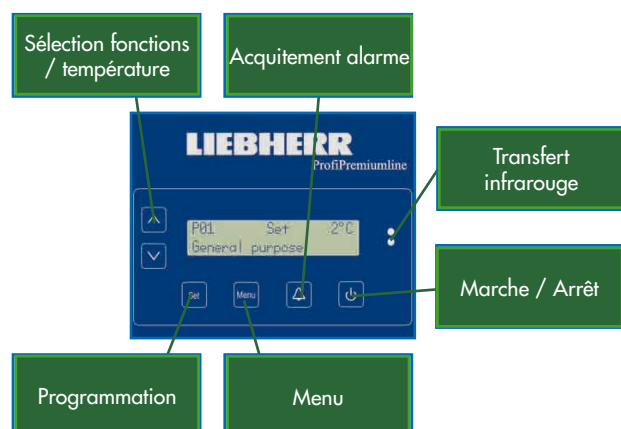 Sélection fonctions
/ température
Acquitement alarme
LIEBHERR
ProfiPremiumline
Transfert
infrarouge
P01 Set 2°C
General purpose
Set
Menu
Marche / Arrêt
Programmation
Menu